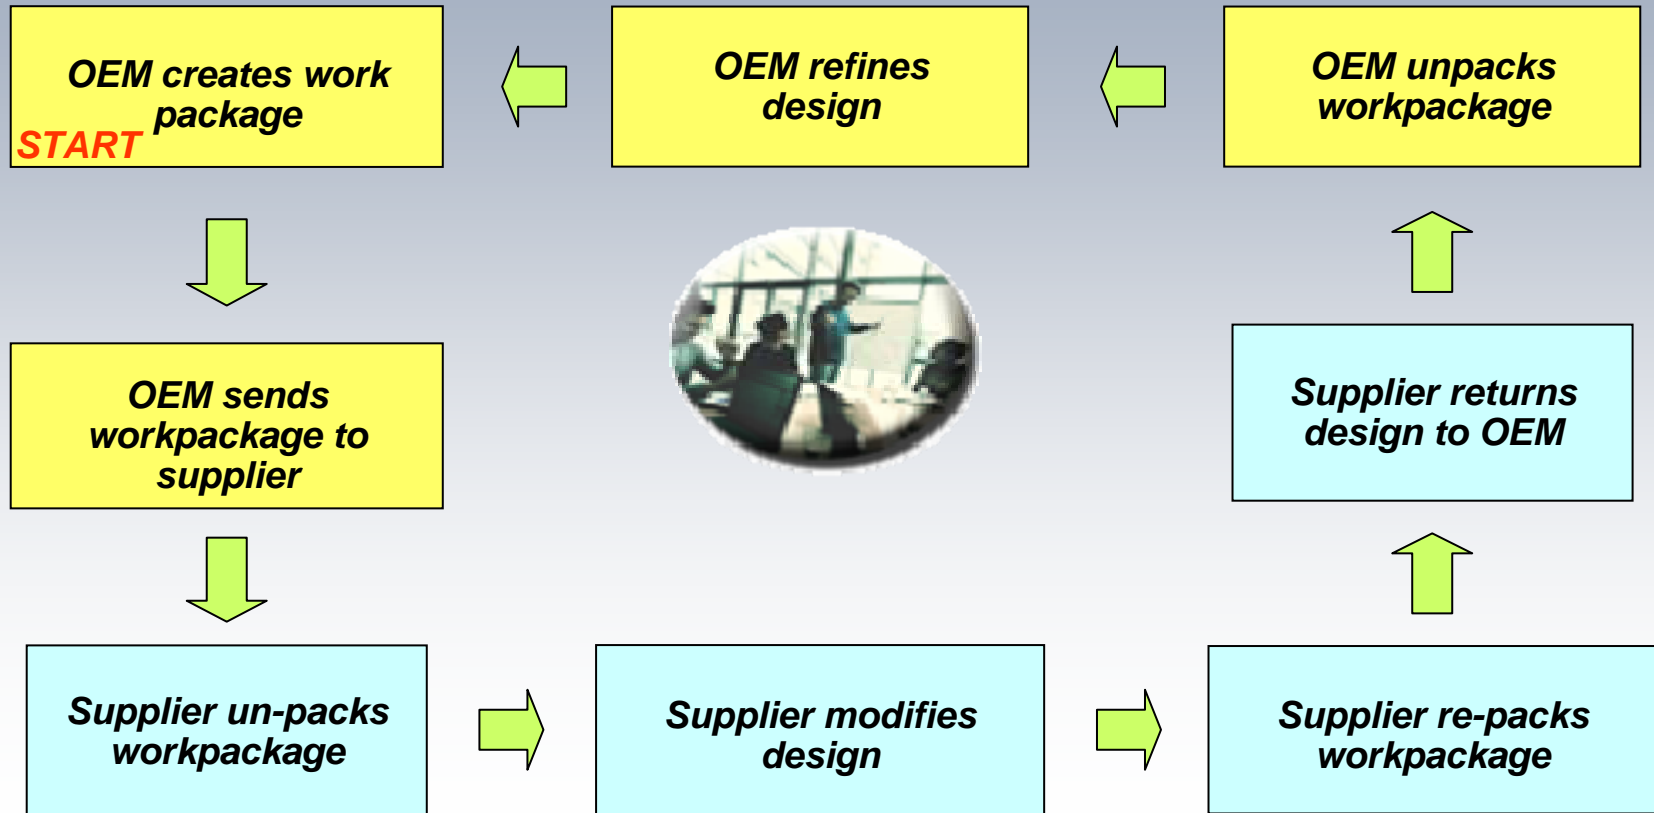 OEM creates work
package
START
OEM refines
design
OEM unpacks
workpackage
OEM sends
workpackage to
supplier
Supplier returns
design to OEM
Supplier un-packs
workpackage
Supplier modifies
design
Supplier re-packs
workpackage